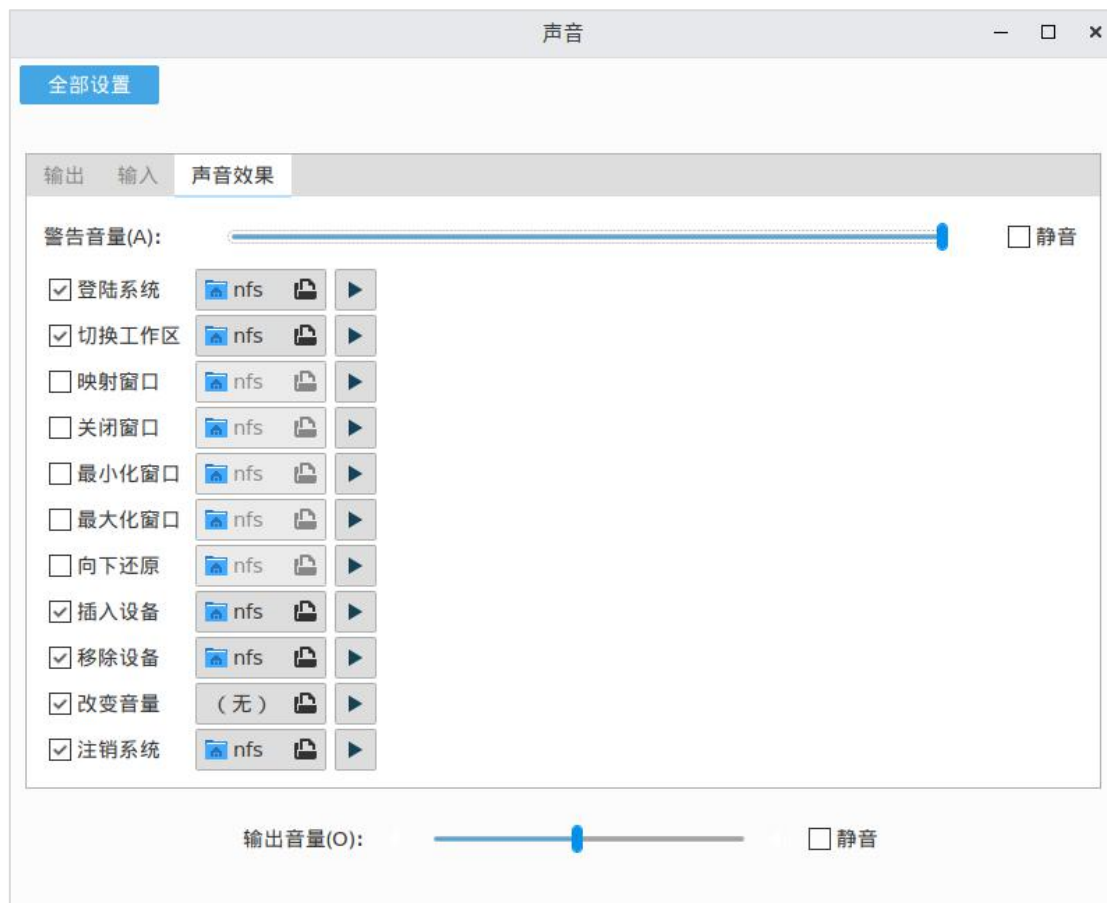 声音
全部设置
输出 输入 声音效果
警告音量(A): 静音
登陆系统 nfs
切换工作区 nfs
映射窗口 nfs
关闭窗口 nfs
最小化窗口 nfs
最大化窗口 nfs
向下还原 nfs
插入设备 nfs
移除设备 nfs
改变音量 （无）
注销系统 nfs
输出音量(O): 静音